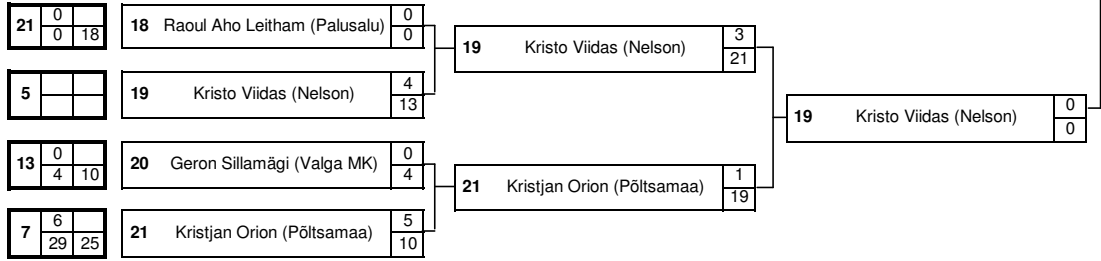 21 0
0 18
18 Raoul Aho Leitham (Palusalu) 0
0
19 Kristo Viidas (Nelson) 3
21
5
19 Kristo Viidas (Nelson) 4
13
19 Kristo Viidas (Nelson) 0
0
13 0
4 10
20 Geron Sillamägi (Valga MK) 0
4
21 Kristjan Orion (Põltsamaa) 1
19
7 6
29 25
21 Kristjan Orion (Põltsamaa) 5
10